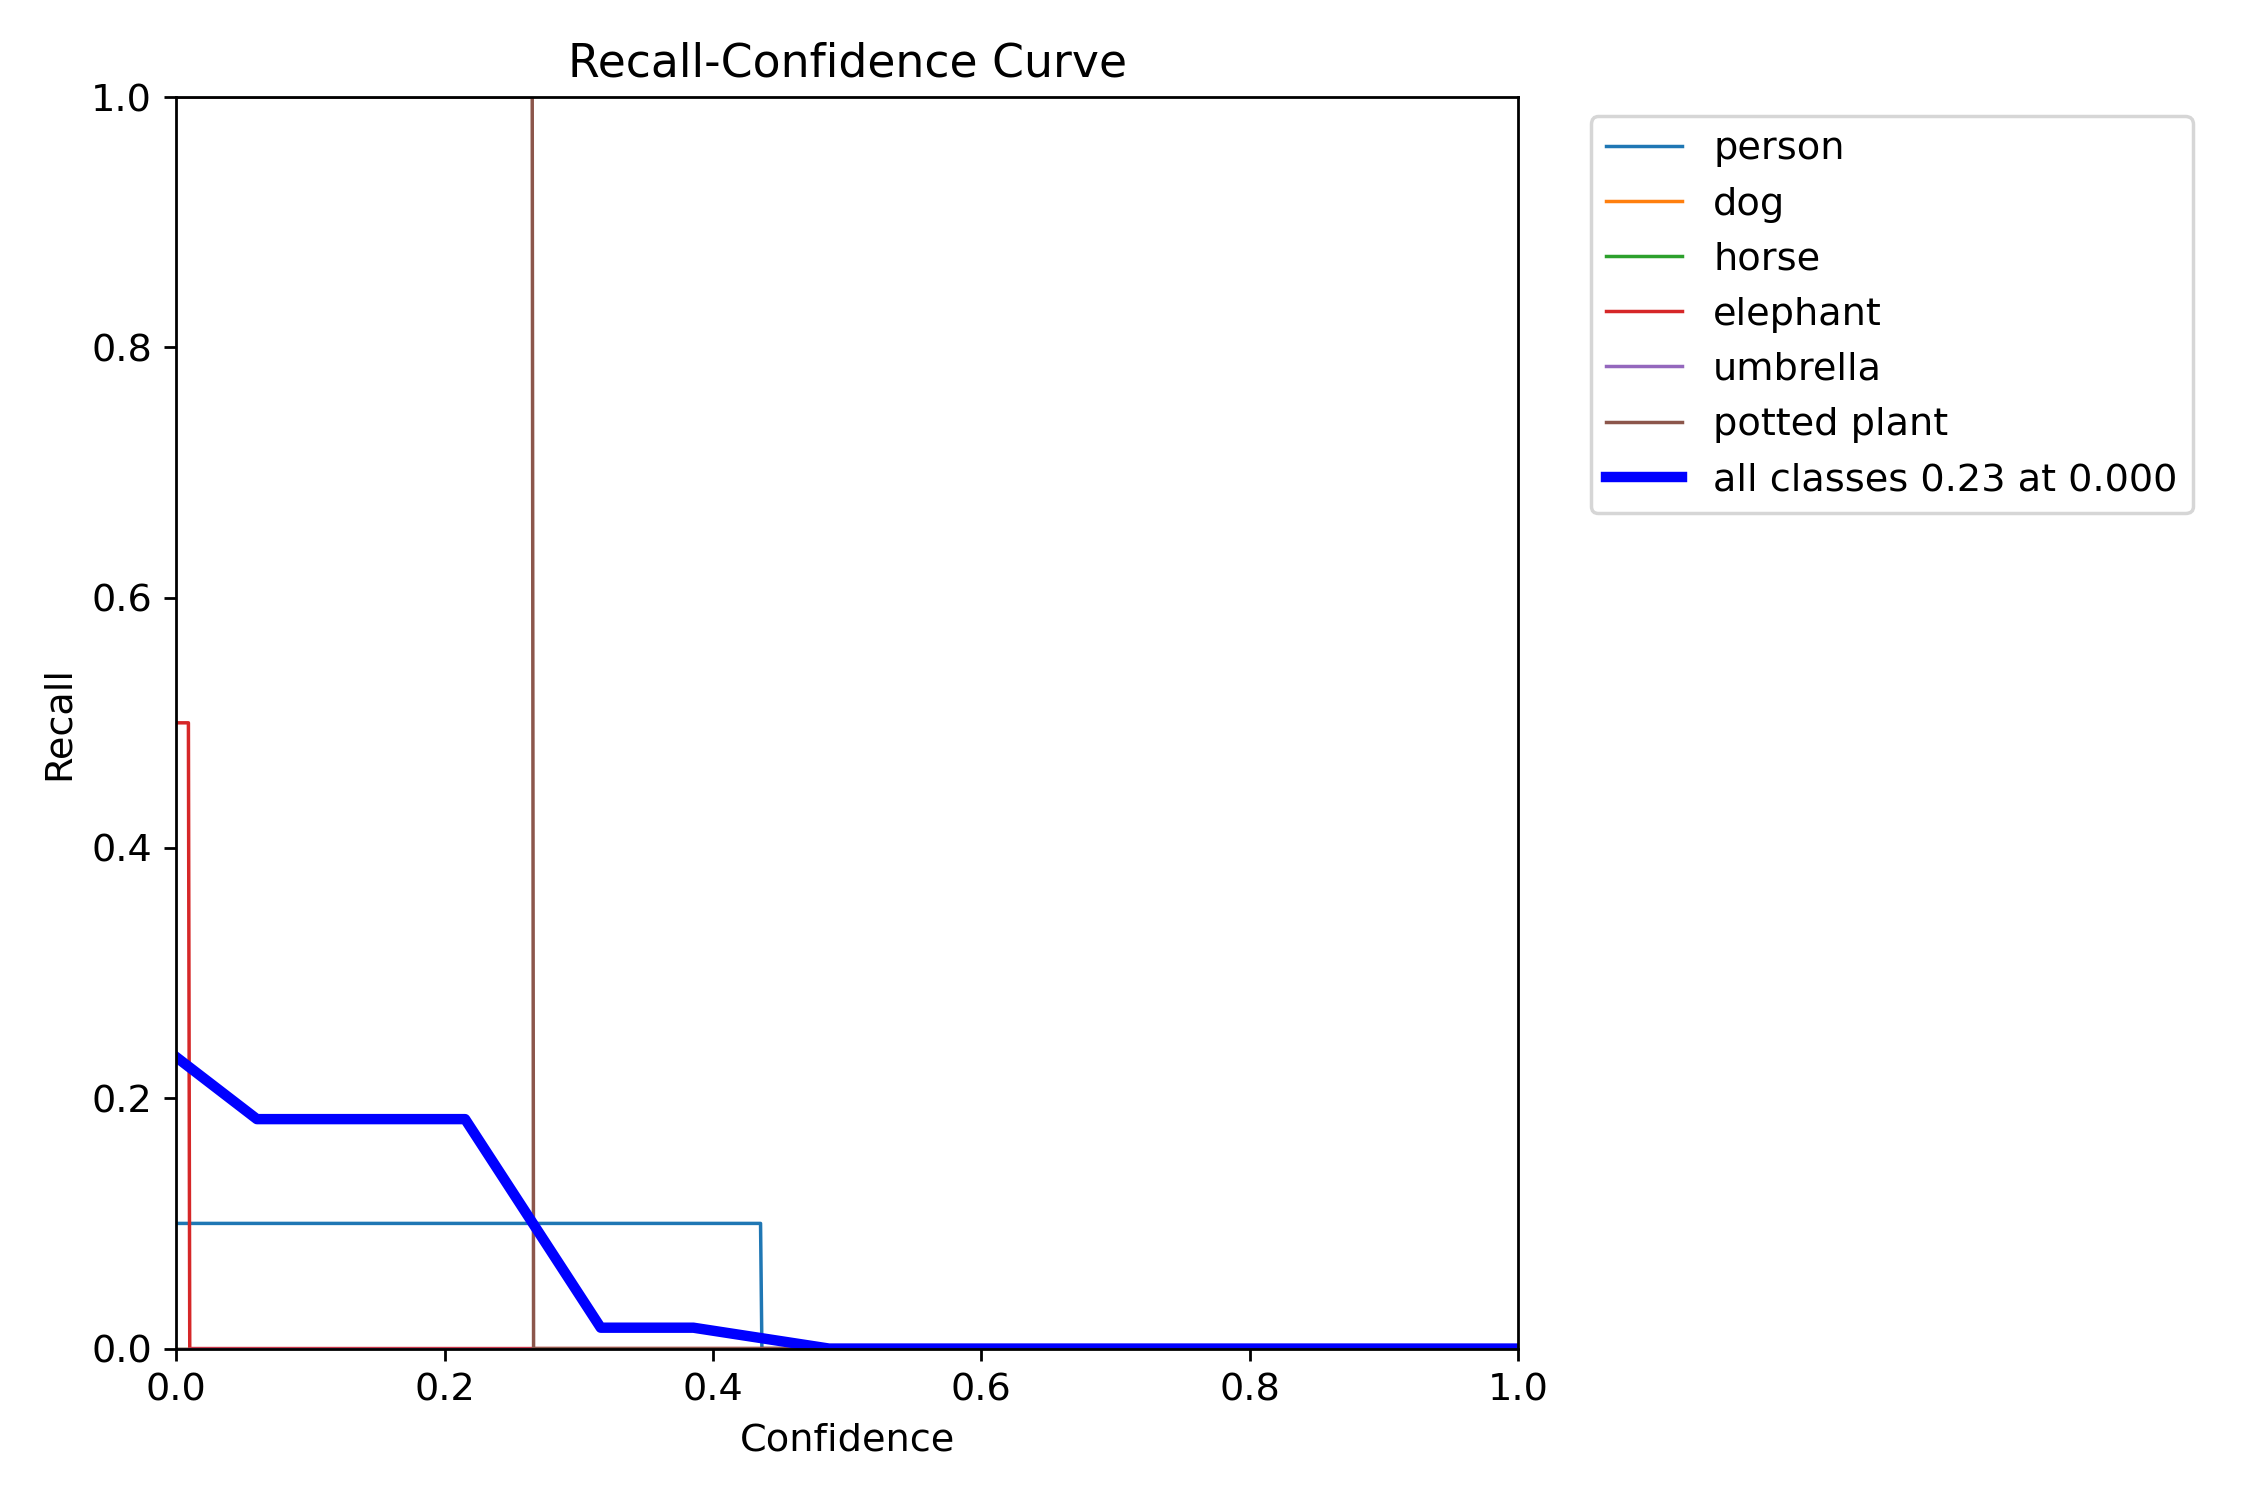 Recall-Confidence Curve
1.0
0.8
0.6
0.4
0.2
0.0
Recall
0.0 0.2 0.4 0.6 0.8 1.0
Confidence
person
dog
horse
elephant
umbrella
potted plant
all classes 0.23 at 0.000